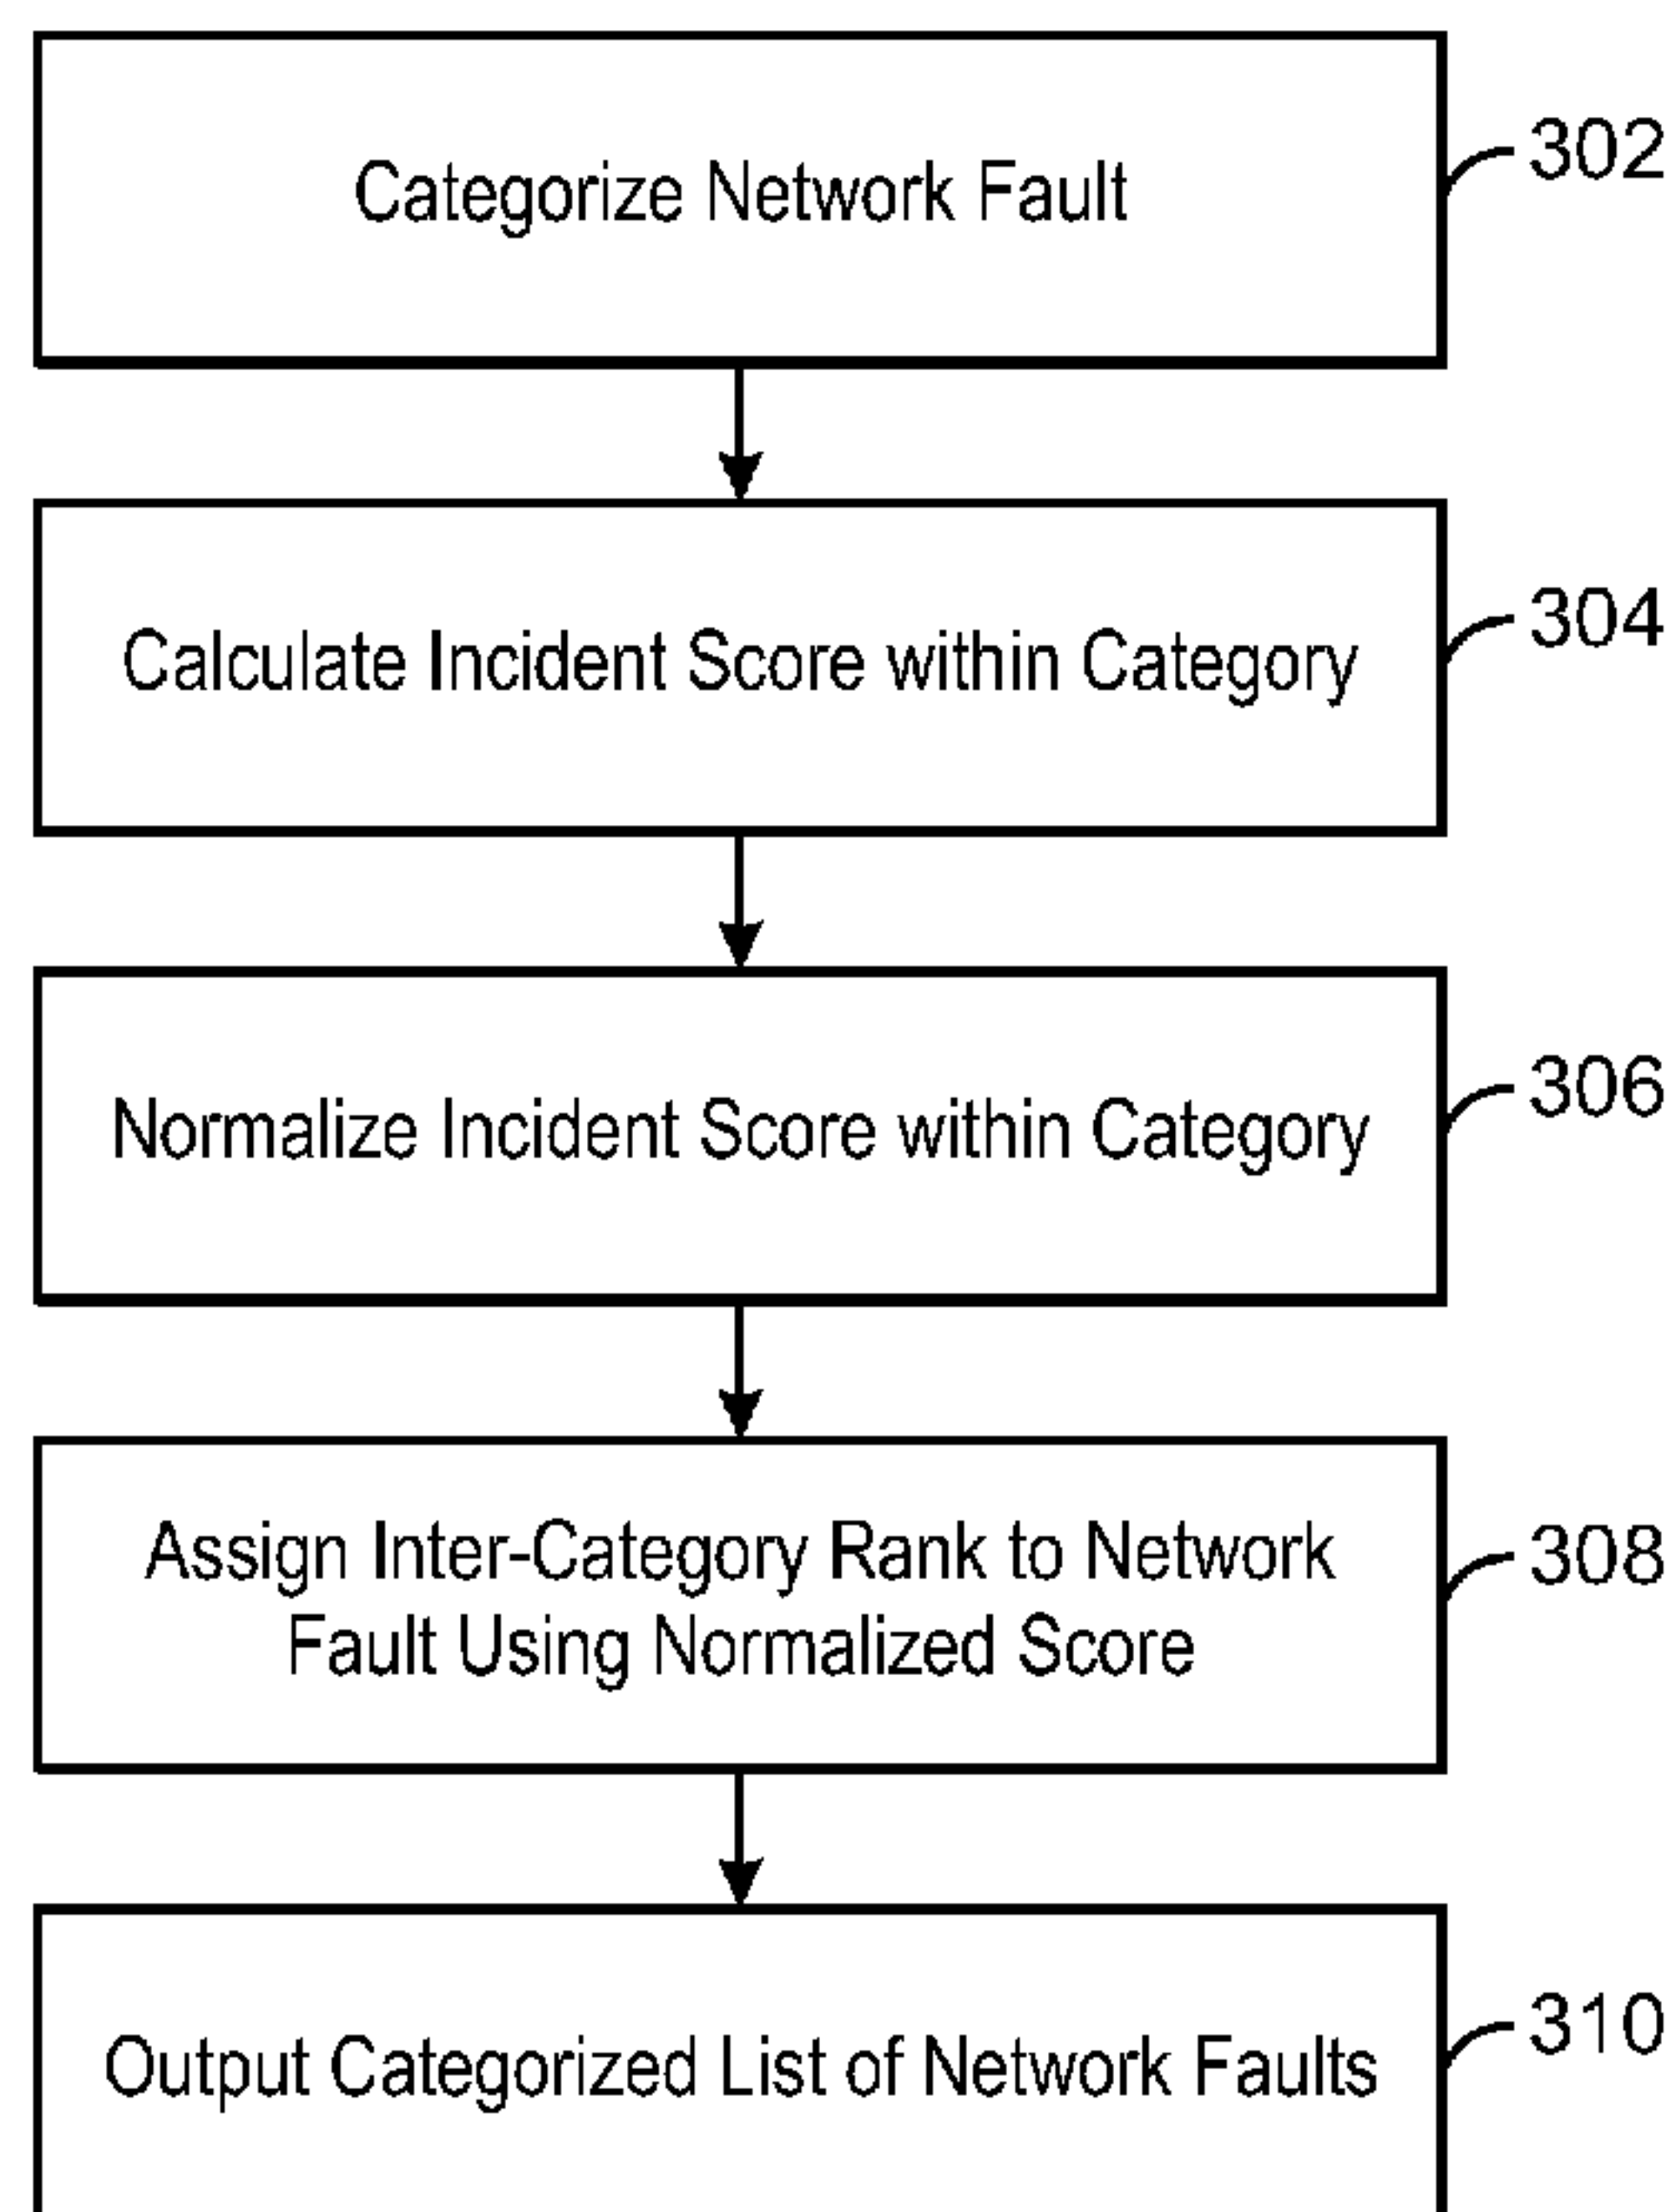 Categorize Network Fault
302
Calculate Incident Score within Category
304
Normalize Incident Score within Category
306
Assign Inter-Category Rank to Network
Fault Using Normalized Score
308
Output Categorized List of Network Faults
310